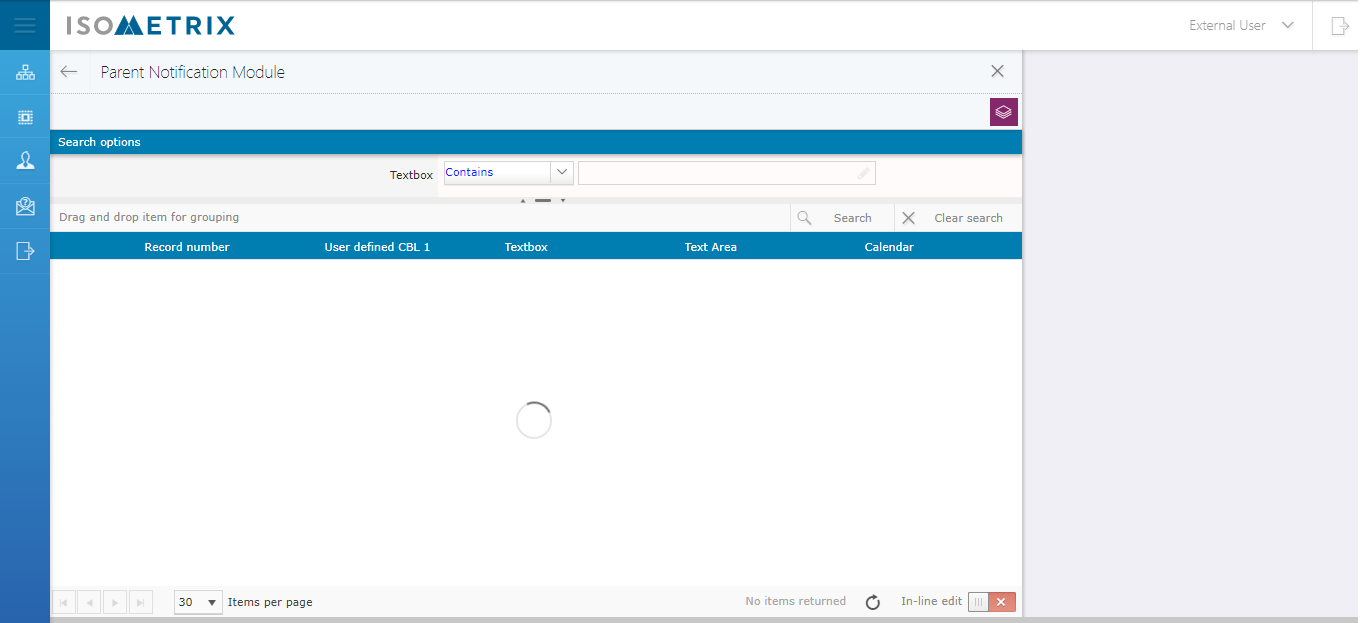 ISOMETRIX
External User
Parent Notification Module
Search options
Textbox Contains
Drag and drop item for grouping Search Clear search
Record number User defined CBL 1 Textbox Text Area Calendar
30 Items per page No items returned In-line edit